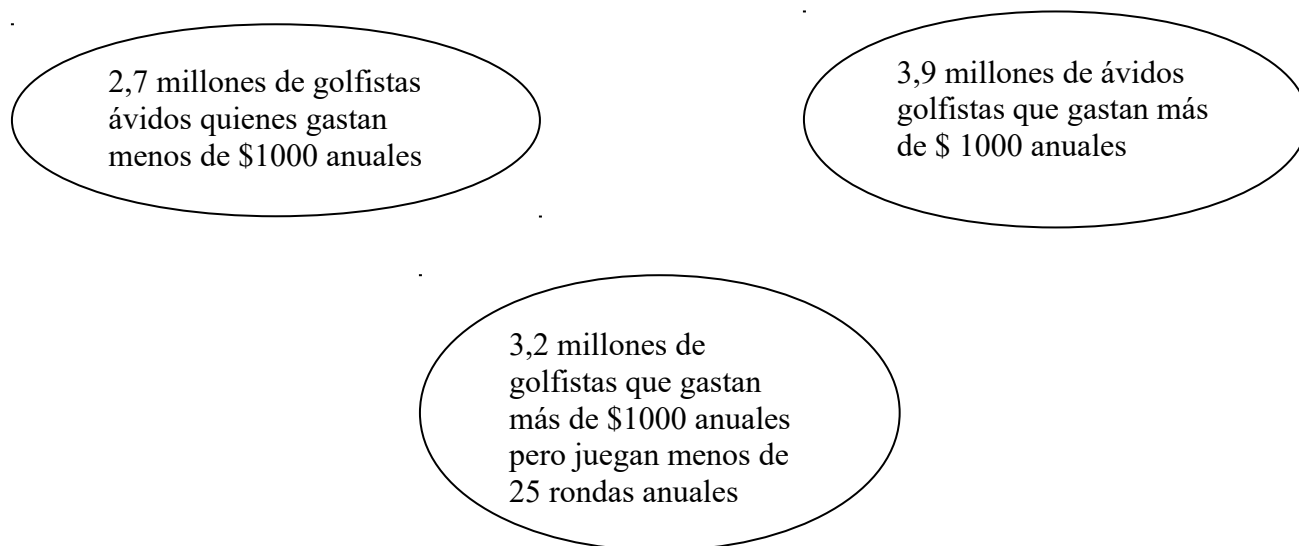 2,7 millones de golfistas
ávidos quienes gastan
menos de $1000 anuales
3,9 millones de ávidos
golfistas que gastan más
de $ 1000 anuales
3,2 millones de
golfistas que gastan
más de $1000 anuales
pero juegan menos de
25 rondas anuales